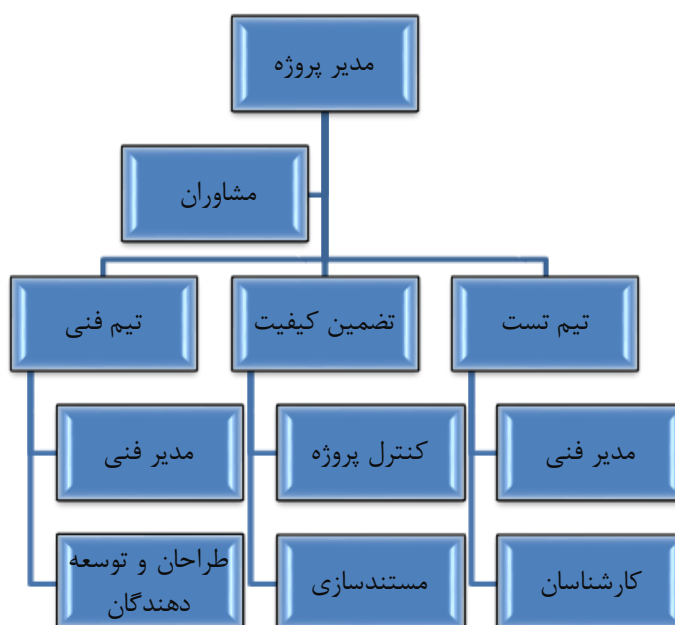 مدیر پروژه
مشاوران
تیم تست
تضمین کیفیت
تیم فنی
مدیر فنی
کنترل پروژه
مدیر فنی
کارشناسان
مستندسازی
طراحان و توسعه
دهندگان